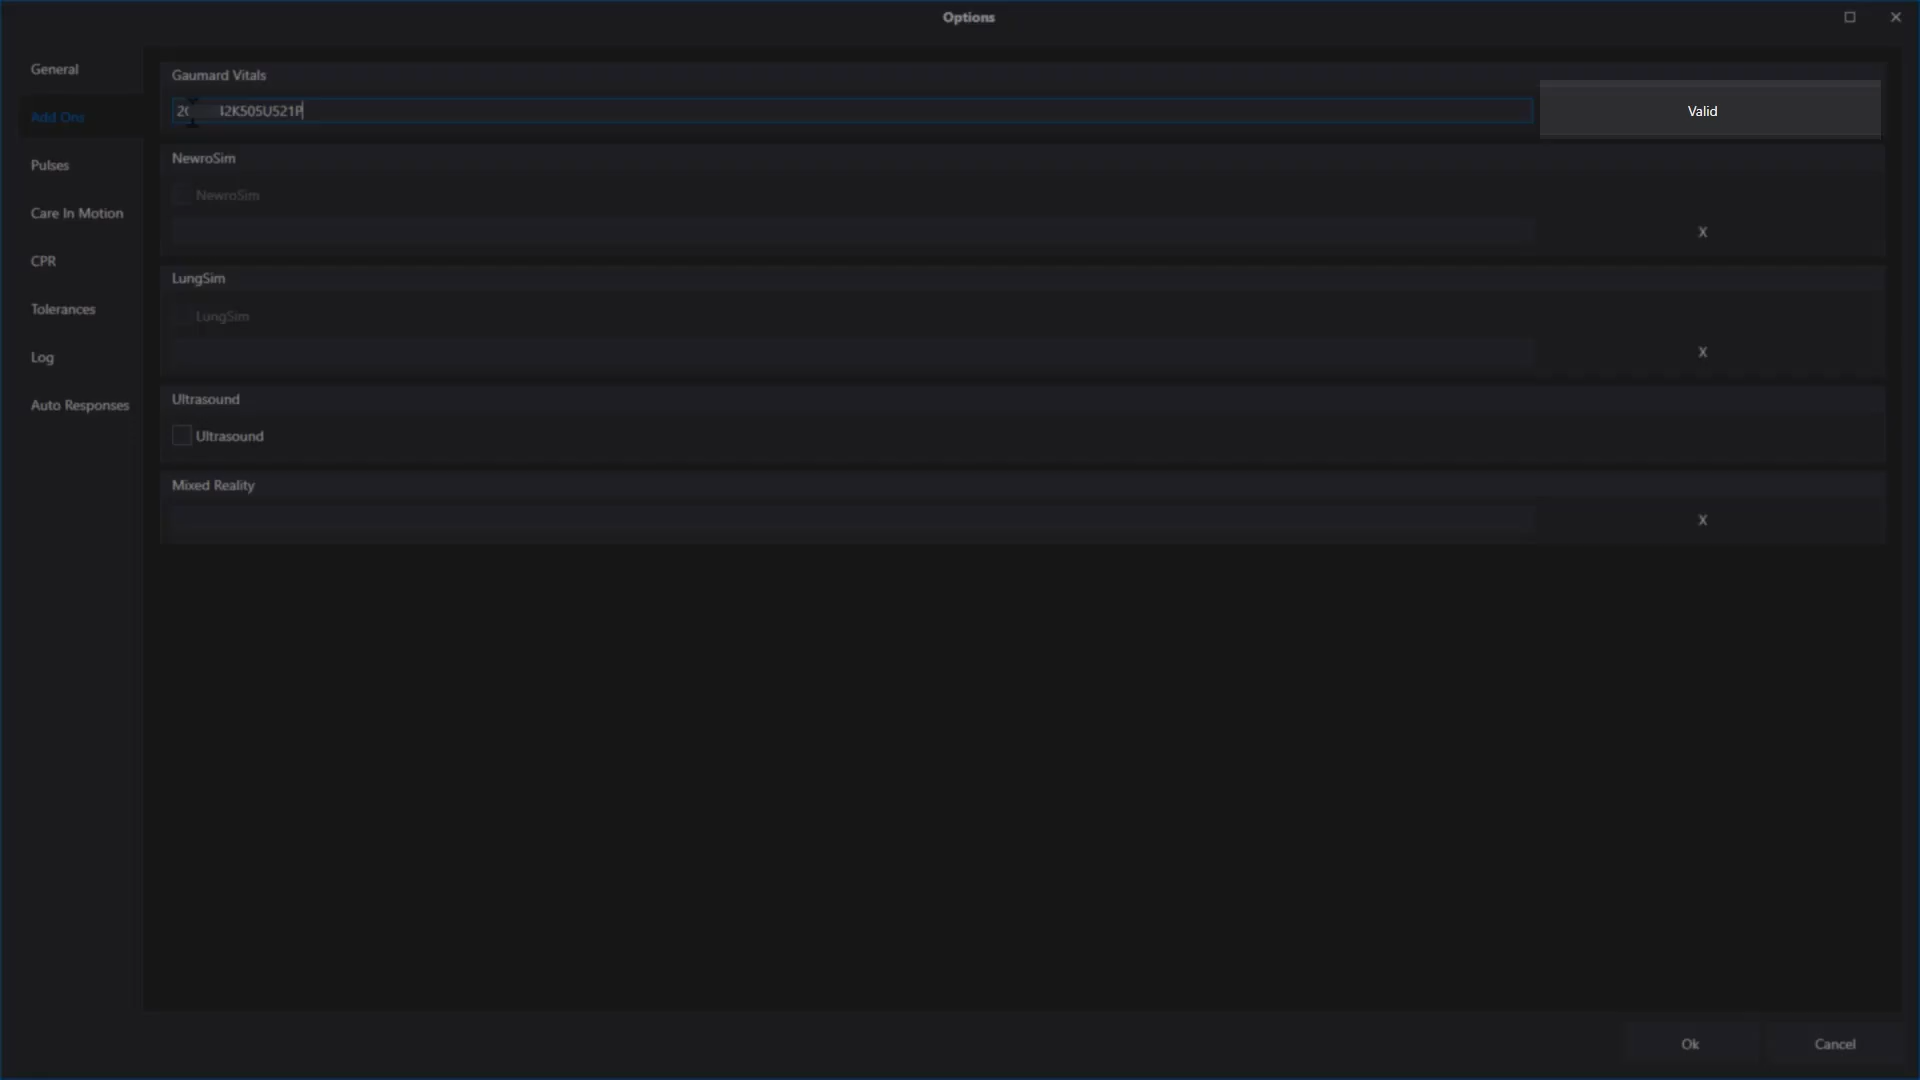 Options
General
Add Ons
Pulses
Care In Motion
CPR
Tolerances
Log
Auto Responses
Gaumard Vitals
Valid
NewroSim
NewroSim
X
LungSim
LungSim
X
Ultrasound
Ultrasound
Mixed Reality
X
Ok
Cancel